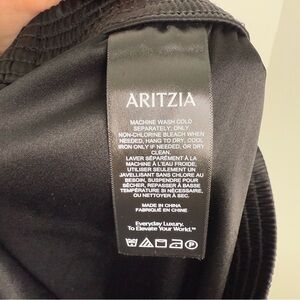 ARITZIA
MACHINE WASH COLD
SEPARATELY, ONLY
NON-CHLORINE BLEACH WHEN
NEEDED, HANG TO DRY, COOL
IRON ONLY IF NEEDED, OR DRY
CLEAN.
LAVER SÉPARÉMENT À LA
MACHINE À L'EAU FROIDE.
UTILISER SEULEMENT UN
JAVELLISANT SANS CHLORE AU
BESOIN, SUSPENDRE POUR
SÉCHER, REPASSER À BASSE
TEMPÉRATURE SI NÉCESSAIRE,
OU NETTOYER À SEC.
MADE IN CHINA
FABRIQUÉ EN CHINE
Everyday Luxury.
To Elevate Your World.™